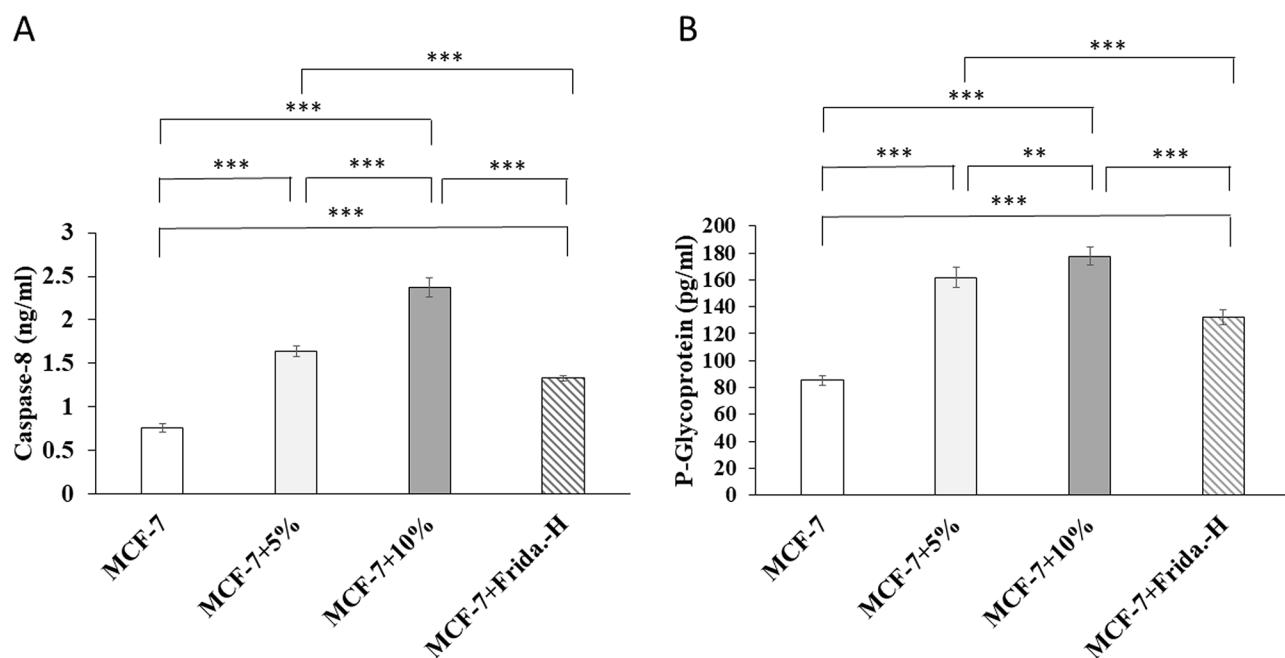 A
***
***
*** *** ***
***
Caspase-8 (ng/ml)
3
2.5
2
1.5
1
0.5
0
MCF-7
MCF-7+5%
MCF-7+10%
MCF-7+Frida.-H
B
***
***
*** ** ***
***
P-Glycoprotein (pg/ml)
200
180
160
140
120
100
80
60
40
20
0
MCF-7
MCF-7+5%
MCF-7+10%
MCF-7+Frida.-H